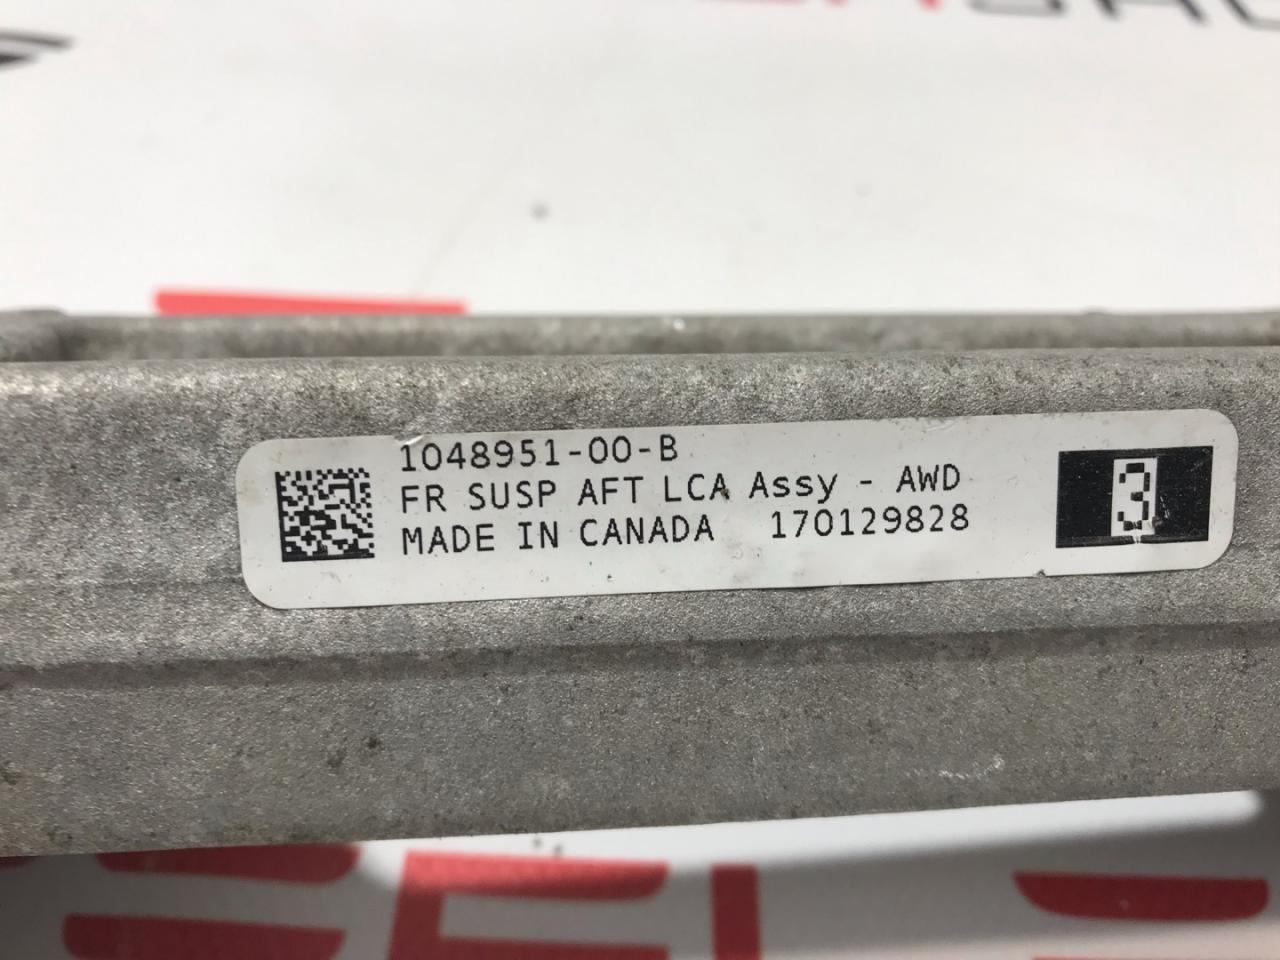 1048951-00-B
FR SUSP AFT LCA Assy - AWD
MADE IN CANADA 170129828
3